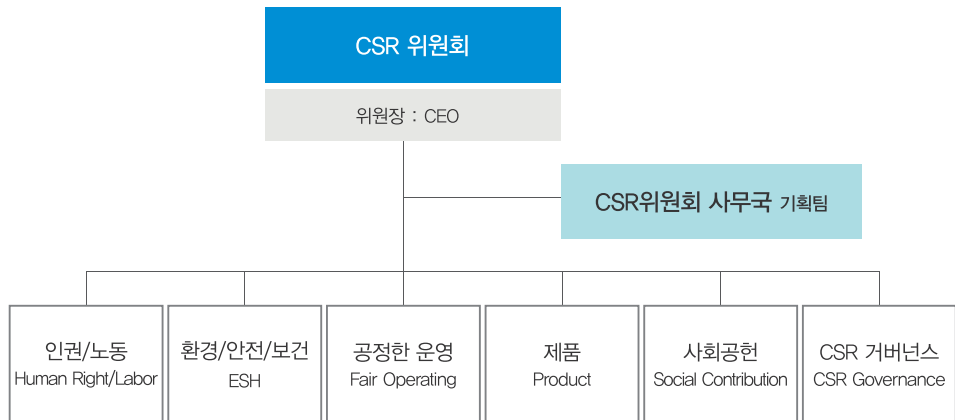 CSR 위원회
위원장 : CEO
CSR위원회 사무국 기획팀
인권/노동
Human Right/Labor
환경/안전/보건
ESH
공정한 운영
Fair Operating
제품
Product
사회공헌
Social Contribution
CSR 거버넌스
CSR Governance